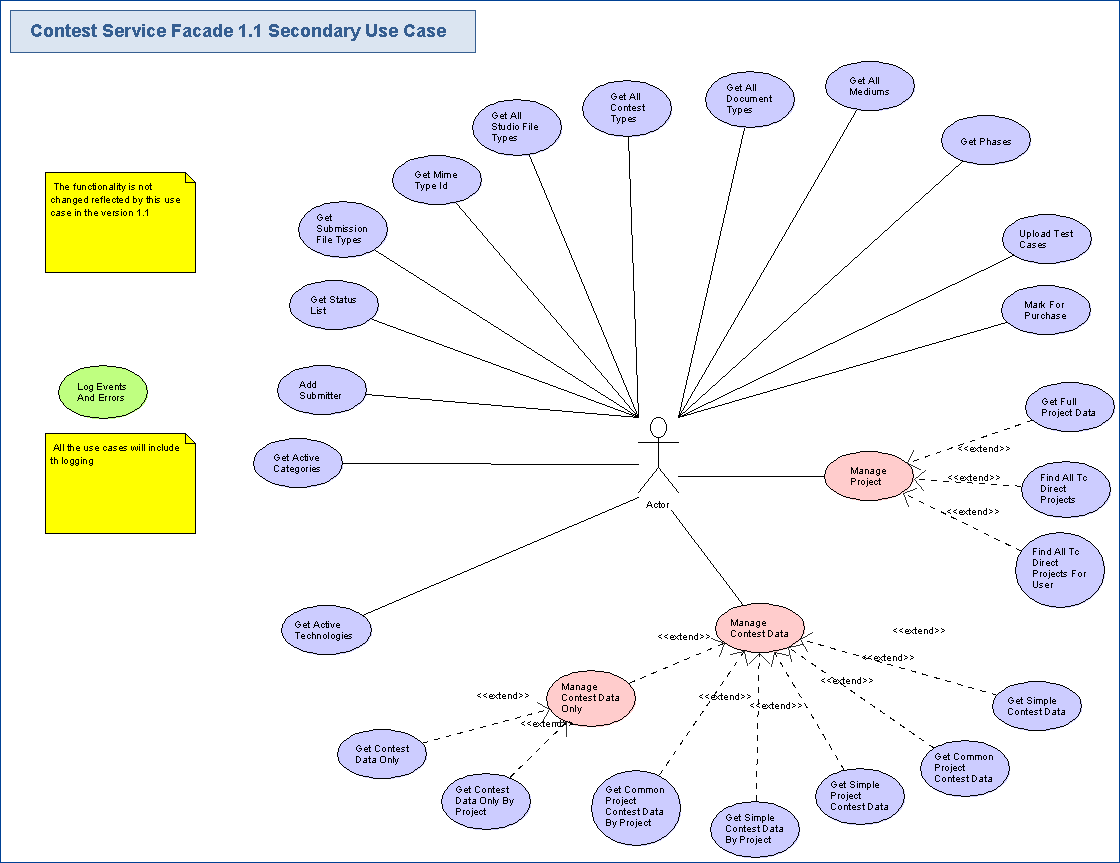 Contest Service Facade 1.1 Secondary Use Case
Get All
Mediums
Get All
Document
Types
Get All
Contest
Types
Get All
Studio File
Types
Get Phases
Get Mime
Type Id
The functionality is not
changed reflected by this use
case in the version 1.1
Get
Submission
File Types
Upload Test
Cases
Get Status
List
Mark For
Purchase
Log Events
And Errors
Add
Submitter
Get Full
Project Data
All the use cases will include
th logging
Get Active
Categories
<<extend>>
Manage
Project
<<extend>>
Find All Tc
Direct
Projects
Actor
<<extend>>
Find All Tc
Direct
Projects For
User
Get Active
Technologies
Manage
Contest Data
<<extend>>
<<extend>>
<<extend>>
<<extend>>
Manage
Contest Data
Only
<<extend>>
<<extend>>
<<extend>>
<<extend>>
Get Simple
Contest Data
Get Contest
Data Only
Get Common
Project
Contest Data
Get Contest
Data Only By
Project
Get Common
Project
Contest Data
By Project
Get Simple
Project
Contest Data
Get Simple
Contest Data
By Project